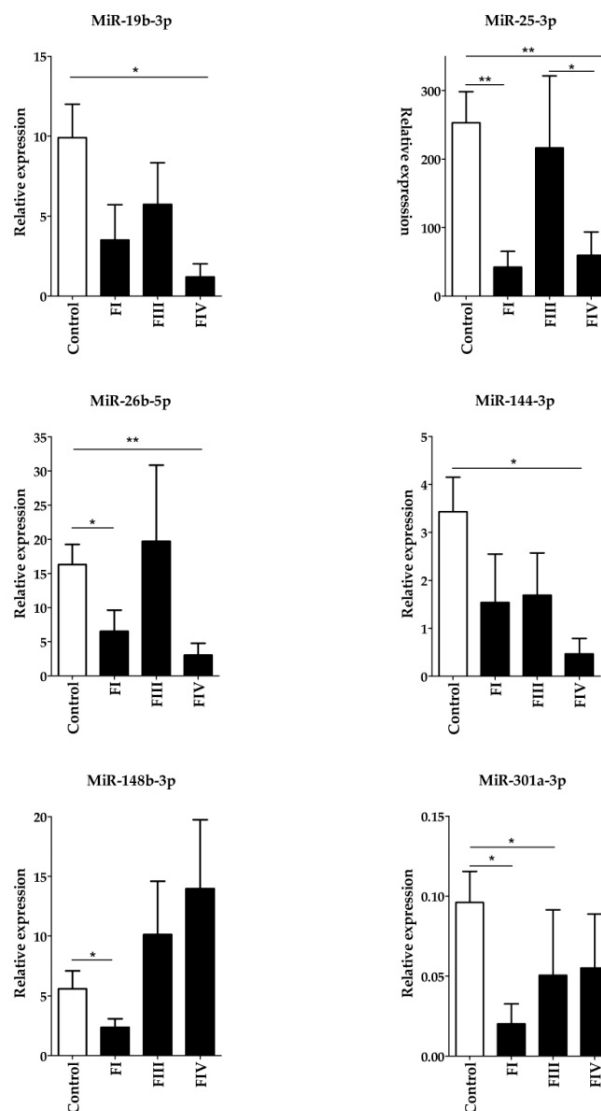 MiR-19b-3p
Relative expression
15
*
10
5
0
Control
FI
FIII
FIV
MiR-25-3p
Relative expression
**
300
**
*
200
100
0
Control
FI
FIII
FIV
MiR-26b-5p
Relative expression
35
**
30
25
*
20
15
10
5
0
Control
FI
FIII
FIV
MiR-144-3p
Relative expression
5
*
4
3
2
1
0
Control
FI
FIII
FIV
MiR-148b-3p
Relative expression
20
15
10
*
5
0
Control
FI
FIII
FIV
MiR-301a-3p
Relative expression
0.15
*
*
0.10
0.05
0.00
Control
FI
FIII
FIV